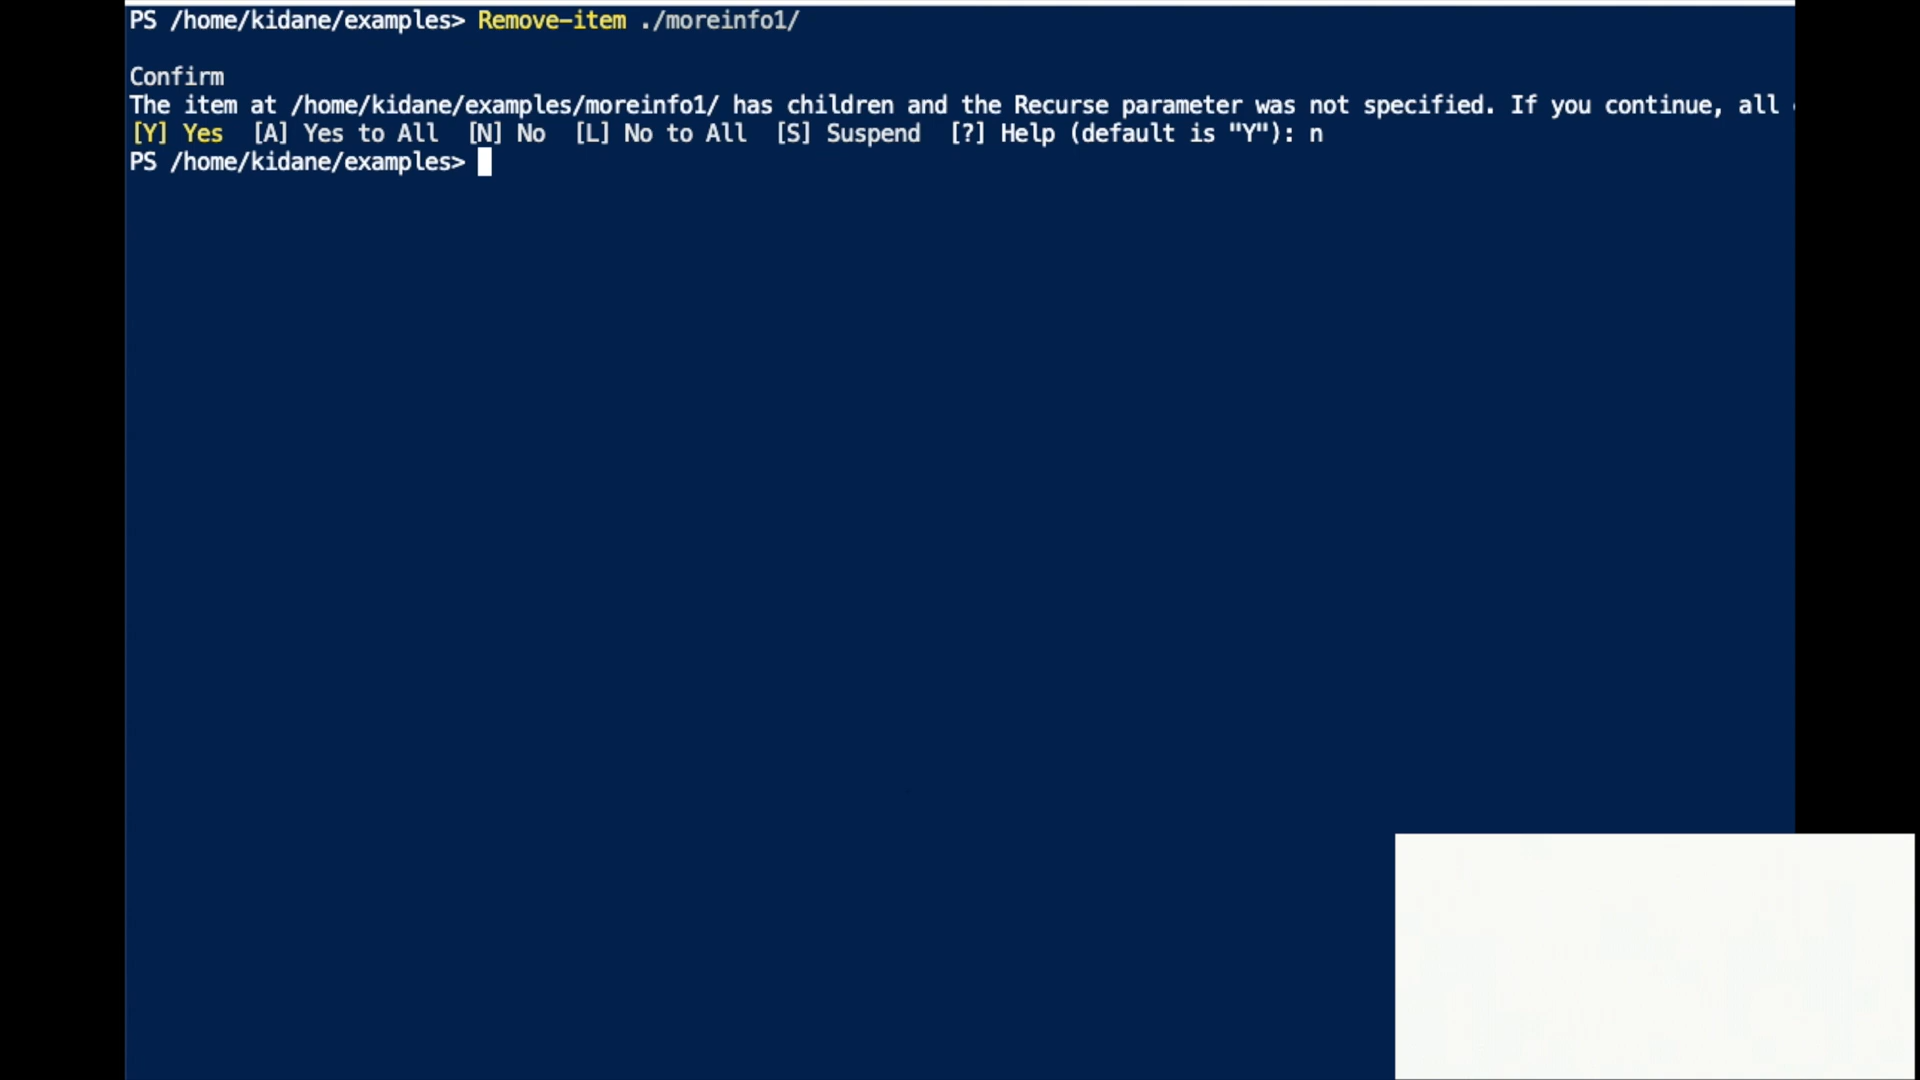 PS /home/kidane/examples> Remove-item ./moreinfo1/
Confirm
The item at /home/kidane/examples/moreinfo1/ has children and the Recurse parameter was not specified. If you continue, all
[Y] Yes  [A] Yes to All  [N] No  [L] No to All  [S] Suspend  [?] Help (default is "Y"): n
PS /home/kidane/examples>